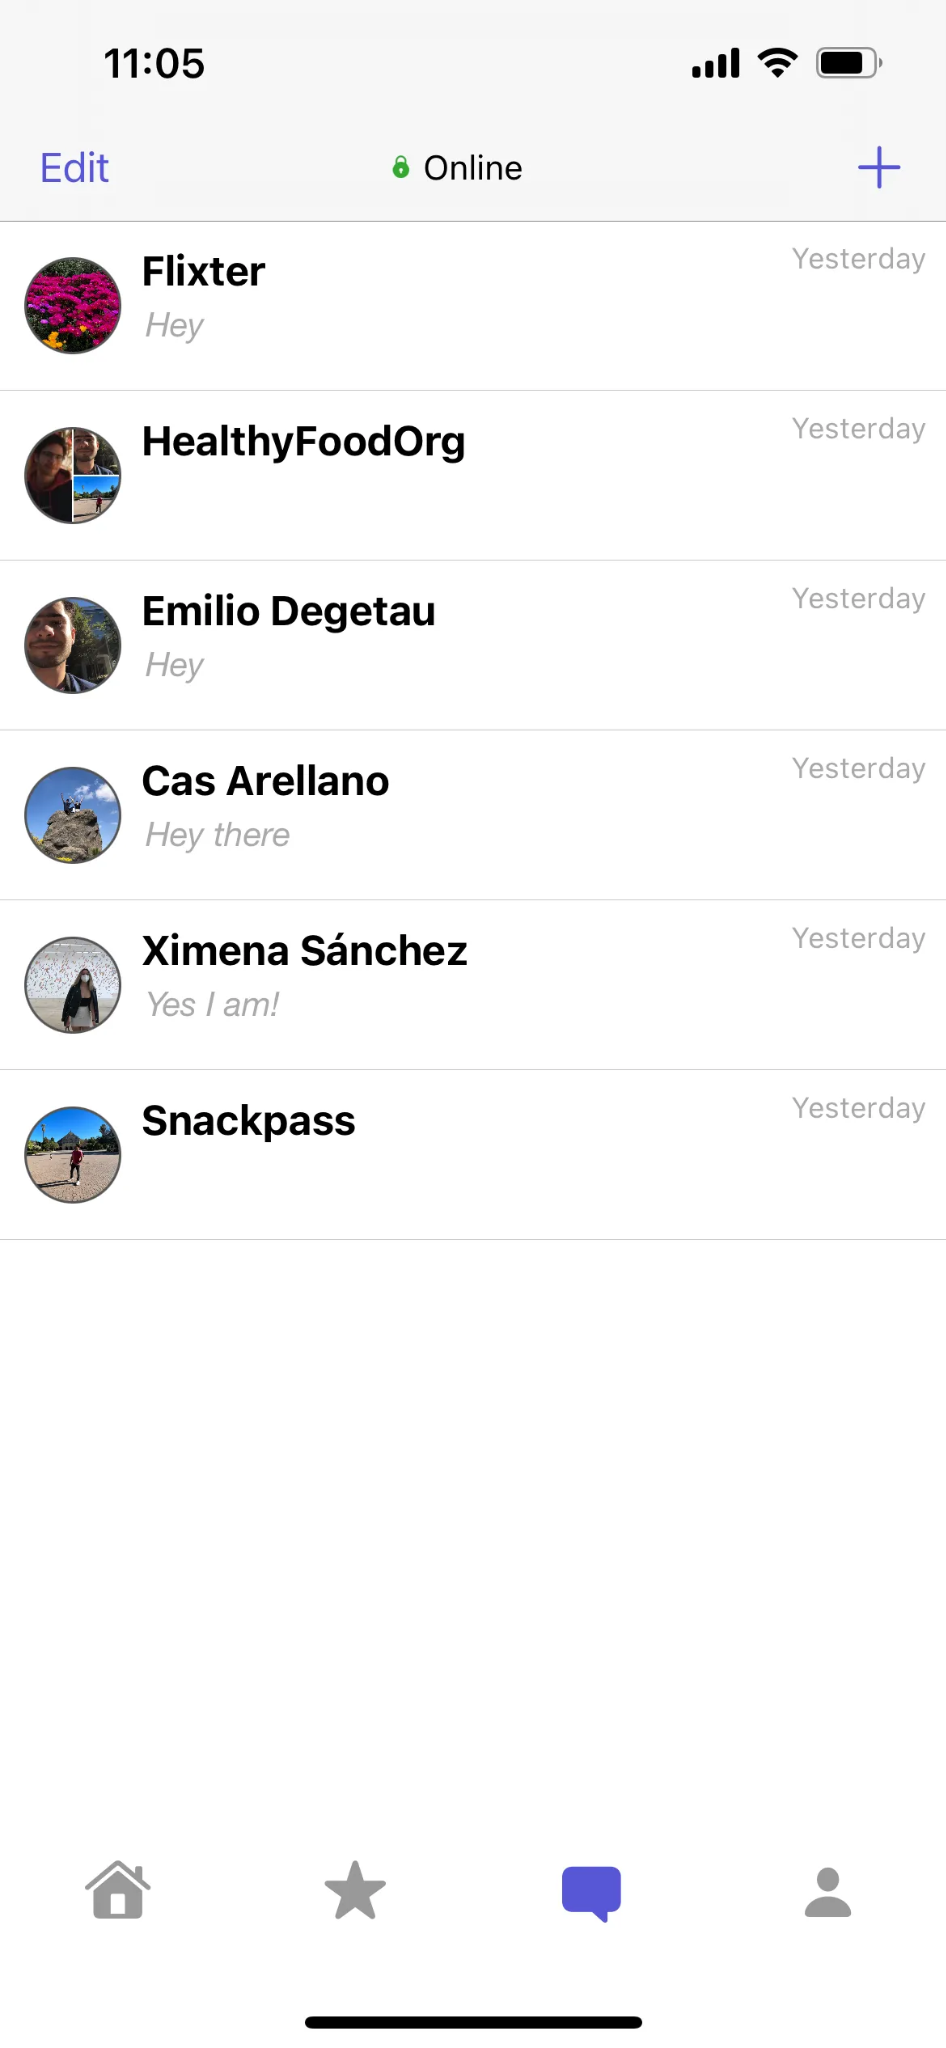 11:05
Edit
Online
Flixter
Yesterday
Hey
HealthyFoodOrg
Yesterday
Emilio Degetau
Yesterday
Hey
Cas Arellano
Yesterday
Hey there
Ximena Sánchez
Yesterday
Yes I am!
Snackpass
Yesterday